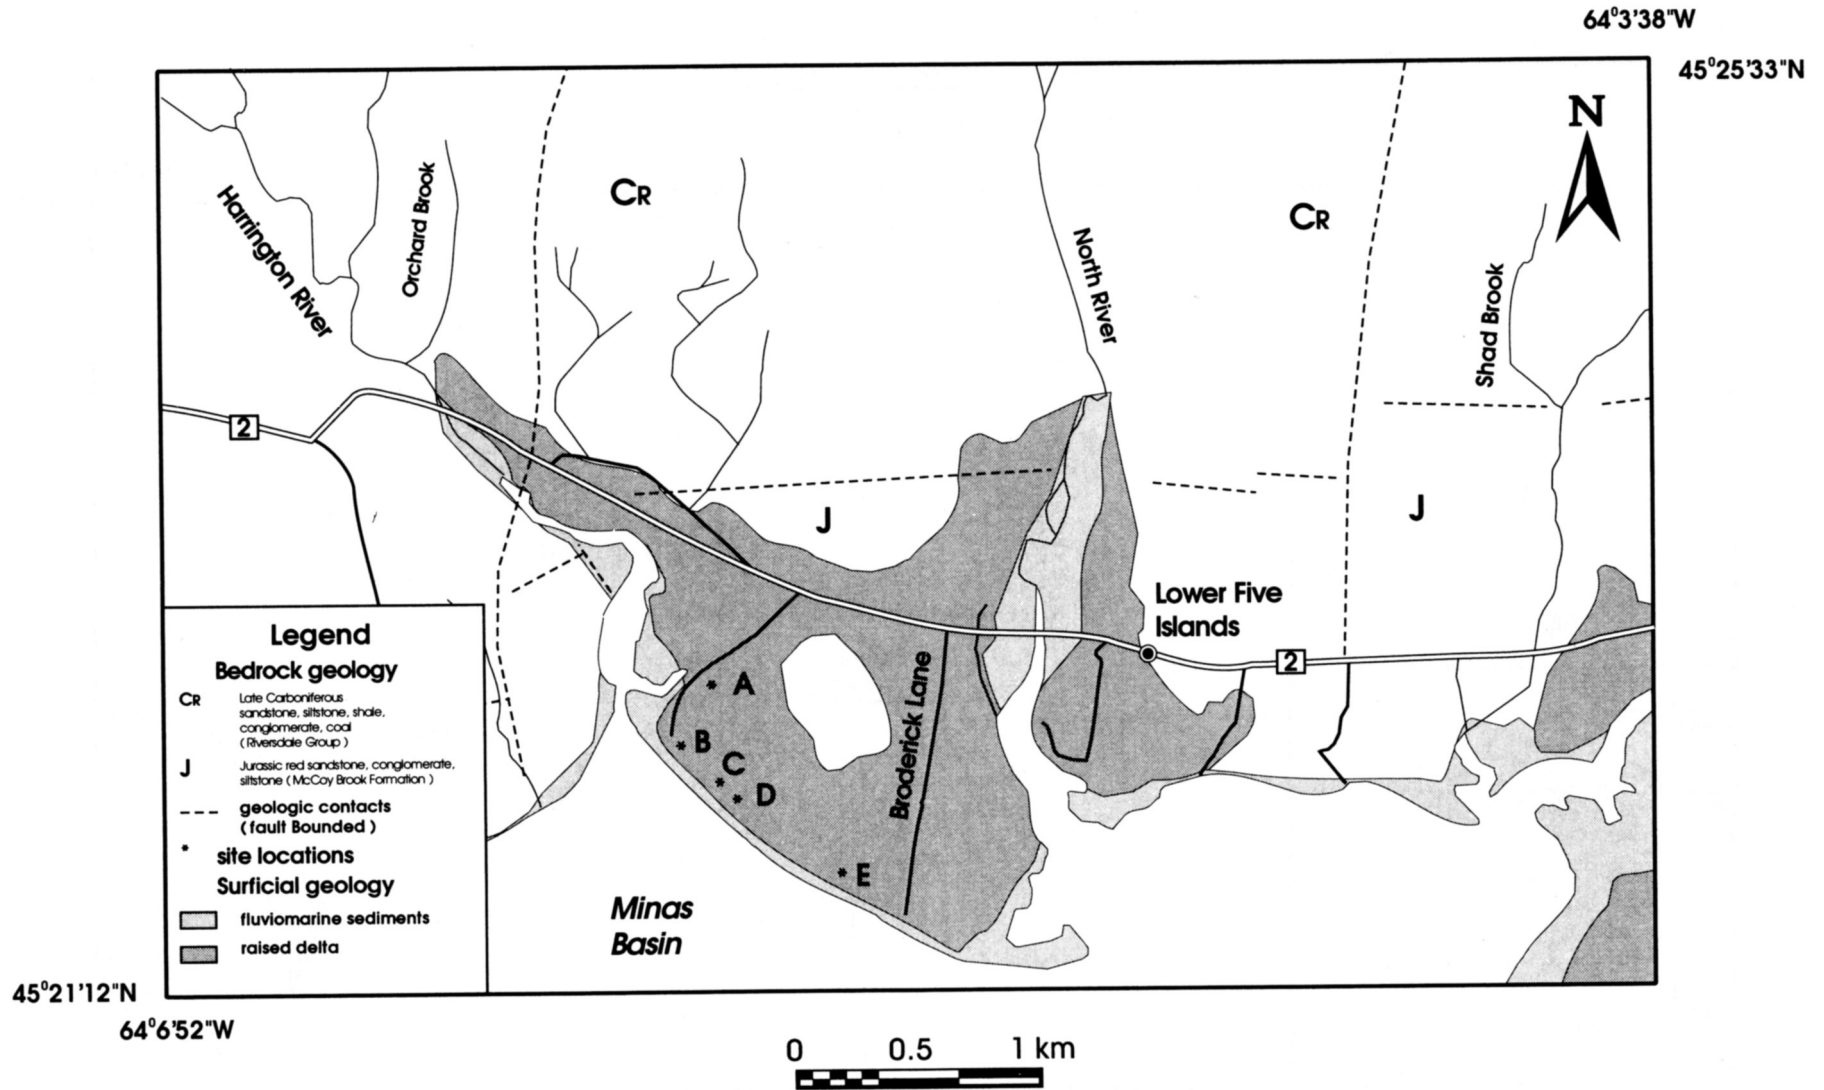 64°3'38"W
45°25'33"N
N
CR
CR
Harrington River
Orchard Brook
North River
Shad Brook
2
J
J
Lower Five
Islands
2
Legend
Bedrock geology
CR Late Carboniferous
sandstone, siltstone, shale,
conglomerate, coal
( Riversdale Group )
J Jurassic red sandstone, conglomerate,
siltstone ( McCoy Brook Formation )
geologic contacts
( fault Bounded )
* site locations
Surficial geology
fluviomarine sediments
raised delta
* A
* B
C
*
* D
* E
Broderick Lane
Minas
Basin
45°21'12"N
64°6'52"W
0 0.5 1 km